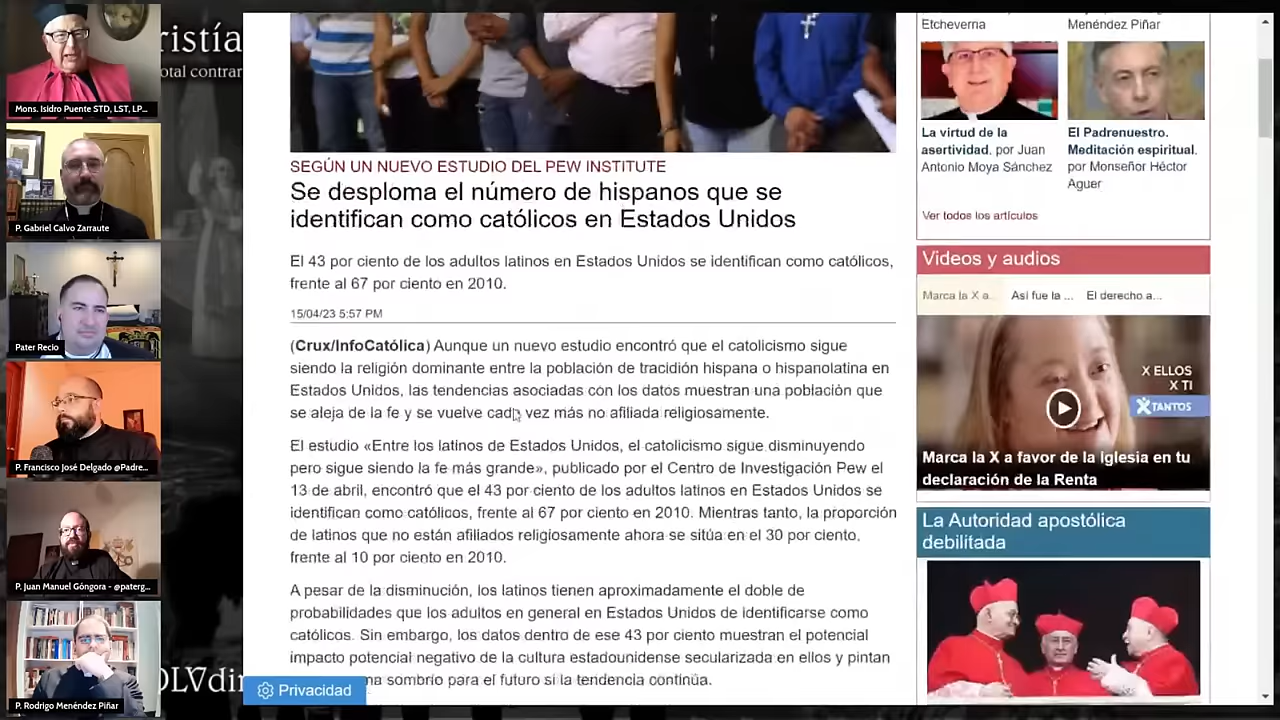 ristía
total contrar
Mons. Isidro Puente STD, LST, LP...
P. Gabriel Calvo Zarraute
Pater Recio
P. Francisco José Delgado @Padre...
P. Juan Manuel Góngora - @paterg...
P. Rodrigo Menéndez Piñar
SEGÚN UN NUEVO ESTUDIO DEL PEW INSTITUTE
Se desploma el número de hispanos que se
identifican como católicos en Estados Unidos
El 43 por ciento de los adultos latinos en Estados Unidos se identifican como católicos,
frente al 67 por ciento en 2010.
15/04/23 5:57 PM
(Crux/InfoCatólica) Aunque un nuevo estudio encontró que el catolicismo sigue
siendo la religión dominante entre la población de tracidión hispana o hispanolatina en
Estados Unidos, las tendencias asociadas con los datos muestran una población que
se aleja de la fe y se vuelve cada vez más no afiliada religiosamente.
El estudio «Entre los latinos de Estados Unidos, el catolicismo sigue disminuyendo
pero sigue siendo la fe más grande», publicado por el Centro de Investigación Pew el
13 de abril, encontró que el 43 por ciento de los adultos latinos en Estados Unidos se
identifican como católicos, frente al 67 por ciento en 2010. Mientras tanto, la proporción
de latinos que no están afiliados religiosamente ahora se sitúa en el 30 por ciento,
frente al 10 por ciento en 2010.
A pesar de la disminución, los latinos tienen aproximadamente el doble de
probabilidades que los adultos en general en Estados Unidos de identificarse como
católicos. Sin embargo, los datos dentro de ese 43 por ciento muestran el potencial
impacto potencial negativo de la cultura estadounidense secularizada en ellos y pintan
ma sombrío para el futuro si la tendencia continúa.
Privacidad
Etcheverna
Menéndez Piñar
La virtud de la
asertividad. por Juan
Antonio Moya Sánchez
El Padrenuestro.
Meditación espiritual.
por Monseñor Héctor
Aguer
Ver todos los artículos
Videos y audios
Marca la X a...
Así fue la ...
El derecho a...
X ELLOS
X TI
XTANTOS
Marca la X a favor de la Iglesia en tu
declaración de la Renta
La Autoridad apostólica
debilitada